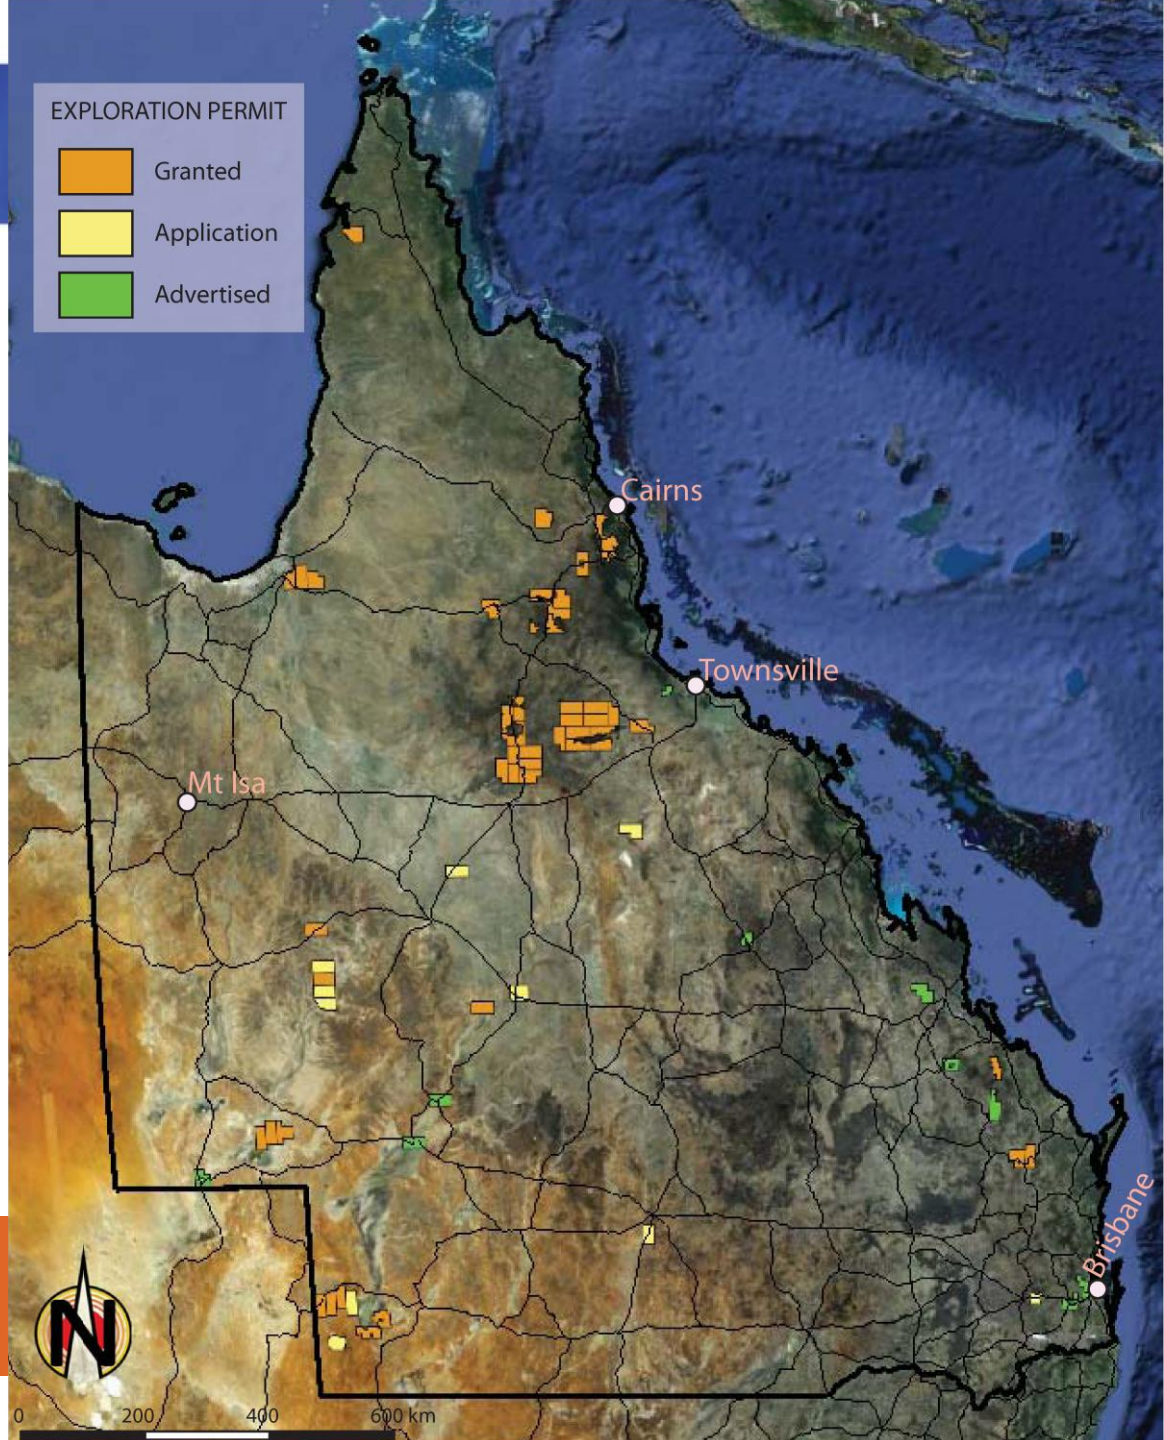 EXPLORATION PERMIT
Granted
Application
Advertised
Cairns
Townsville
Mt Isa
Brisbane
N
0 200 400 600 km